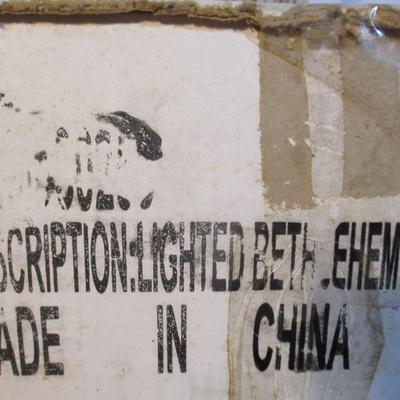 SCRIPTION:LIGHTED BETH.EHEM
ADE IN CHINA